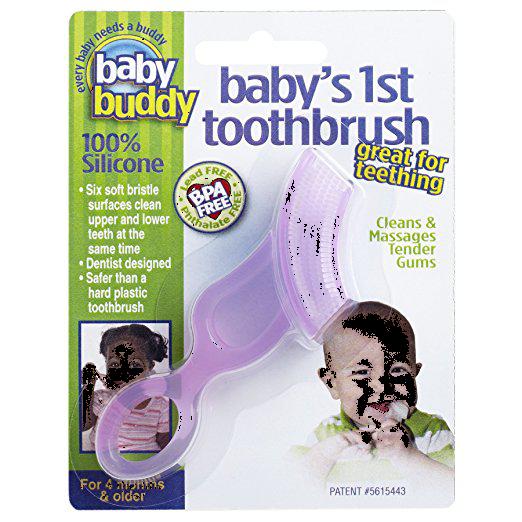 every baby needs a buddy
baby
buddy
baby's 1st
toothbrush
great for
teething
100%
Silicone
• Six soft bristle
surfaces clean
upper and lower
teeth at the
same time
• Dentist designed
• Safer than a
hard plastic
toothbrush
Lead FREE
BPA
FREE
Phthalate FREE
Cleans &
Massages
Tender
Gums
For 4 months
& older
PATENT #5615443